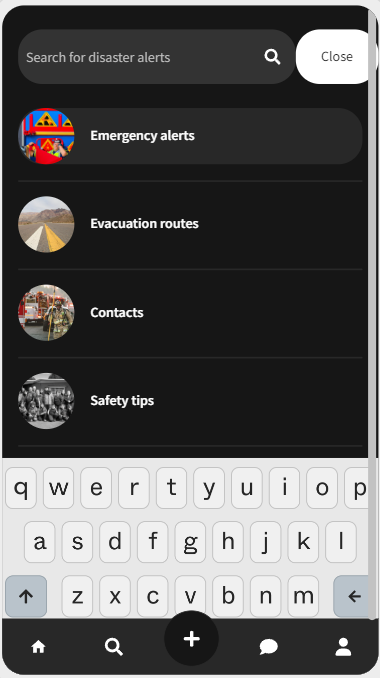 Search for disaster alerts
Close
Emergency alerts
Evacuation routes
Contacts
Safety tips
q w e r t y u i o p
a s d f g h j k l
z x c v b n m